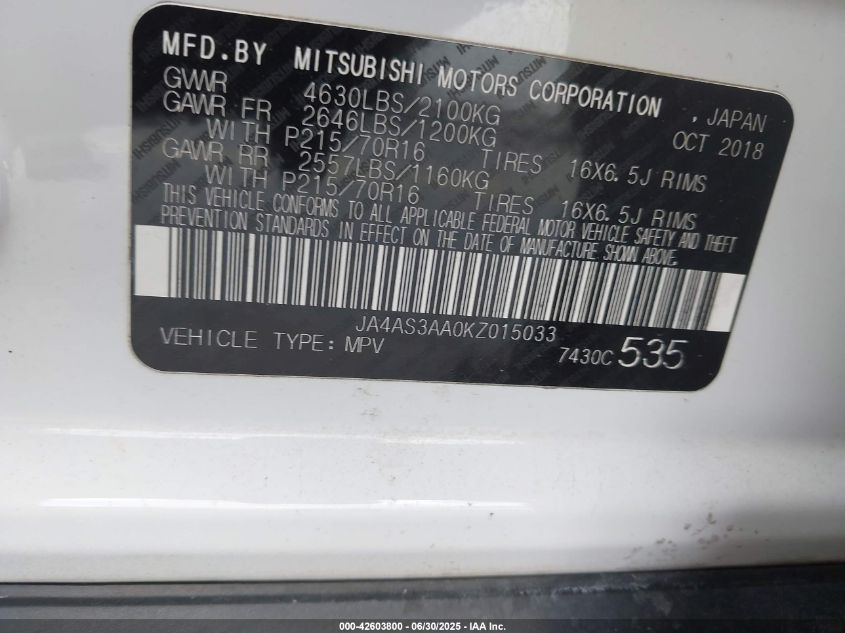 MFD.BY MITSUBISHI MOTORS CORPORATION , JAPAN
GVWR 4630LBS/2100KG OCT 2018
GAWR FR 2646LBS/1200KG
WITH P215/70R16 TIRES 16X6.5J RIMS
GAWR RR 2557LBS/1160KG
WITH P215/70R16 TIRES 16X6.5J RIMS
THIS VEHICLE CONFORMS TO ALL APPLICABLE FEDERAL MOTOR VEHICLE SAFETY AND THEFT
PREVENTION STANDARDS IN EFFECT ON THE DATE OF MANUFACTURE SHOWN ABOVE.
JA4AS3AA0KZ015033
VEHICLE TYPE: MPV 7430C 535
000-42603800 - 06/30/2025 - IAA Inc.